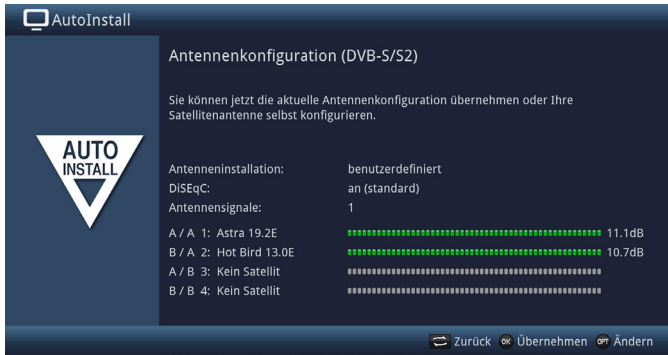 AutoInstall
Antennenkonfiguration (DVB-S/S2)
Sie können jetzt die aktuelle Antennenkonfiguration übernehmen oder Ihre
Satellitenantenne selbst konfigurieren.
AUTO
INSTALL
Antenneninstallation: benutzerdefiniert
DiSEqC: an (standard)
Antennensignale: 1
A / A 1: Astra 19.2E 11.1dB
B / A 2: Hot Bird 13.0E 10.7dB
A / B 3: Kein Satellit
B / B 4: Kein Satellit
Zurück OK Übernehmen OPT Ändern